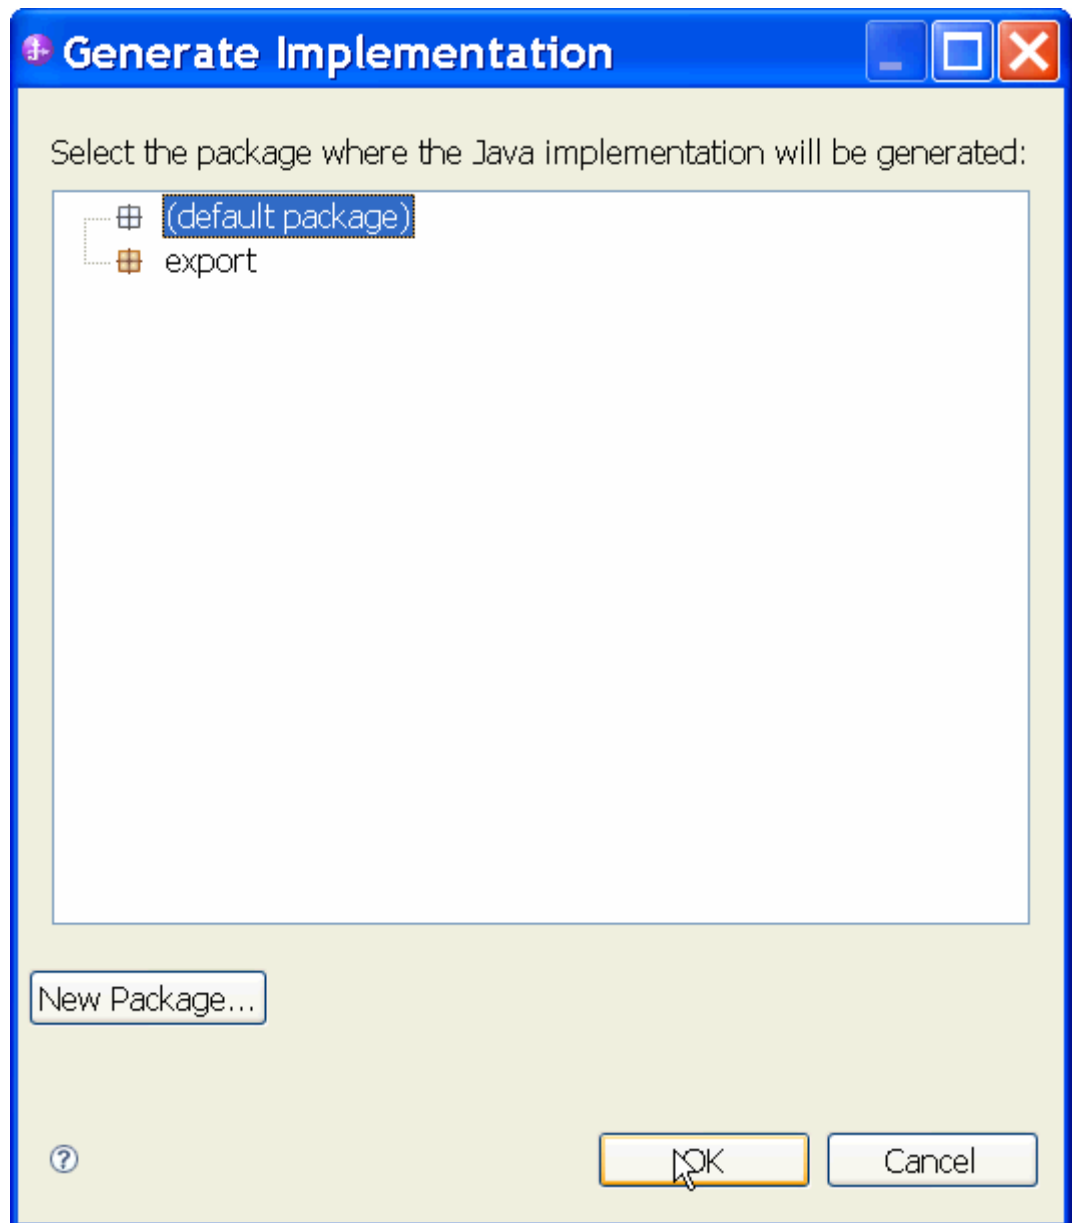 Generate Implementation
Select the package where the Java implementation will be generated:
(default package)
export
New Package...
?
OK
Cancel